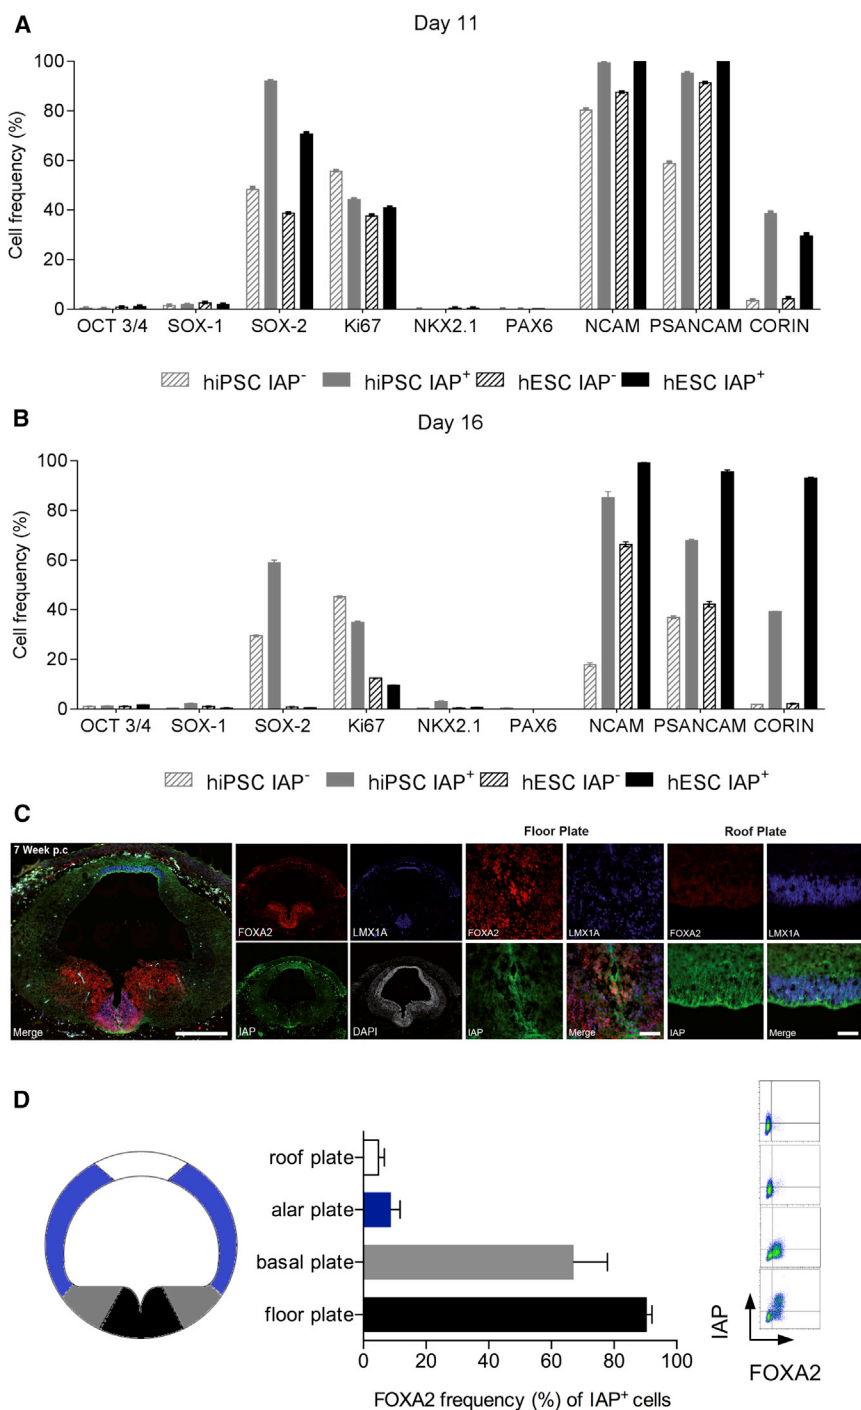 A
Day 11
Cell frequency (%)
100
80
60
40
20
0
OCT 3/4 SOX-1 SOX-2 Ki67 NKX2.1 PAX6 NCAM PSANCAM CORIN
hiPSC IAP⁻ hiPSC IAP⁺ hESC IAP⁻ hESC IAP⁺
B
Day 16
Cell frequency (%)
100
80
60
40
20
0
OCT 3/4 SOX-1 SOX-2 Ki67 NKX2.1 PAX6 NCAM PSANCAM CORIN
hiPSC IAP⁻ hiPSC IAP⁺ hESC IAP⁻ hESC IAP⁺
C
Floor Plate Roof Plate
7 Week p.c
FOXA2 LMX1A FOXA2 LMX1A FOXA2 LMX1A
Merge IAP DAPI IAP Merge IAP Merge
D
roof plate
alar plate
basal plate
floor plate
0 20 40 60 80 100
FOXA2 frequency (%) of IAP⁺ cells
IAP
FOXA2